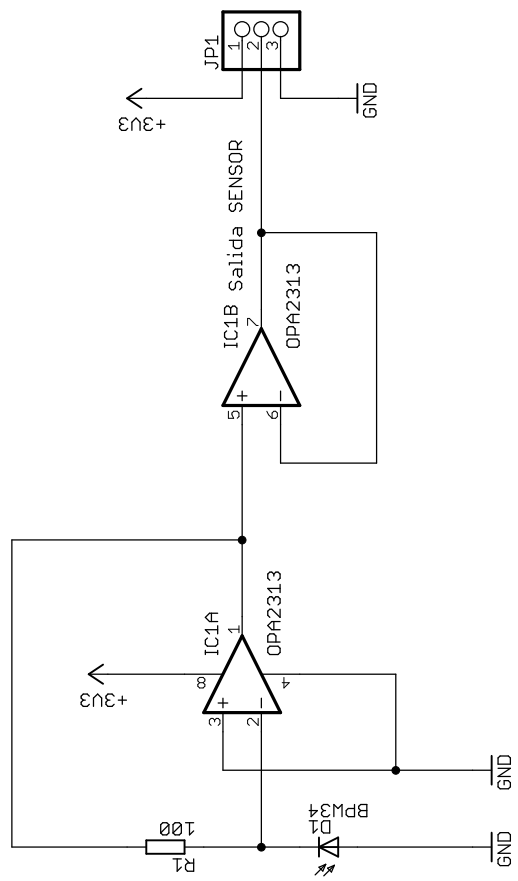 JP1
1
2
3
+3V3
GND
Salida SENSOR
IC1B
7
OPA2313
5
+
6
-
IC1A
1
OPA2313
+3V3
8
4
3
+
2
-
GND
100
R1
D1
BPW34
GND